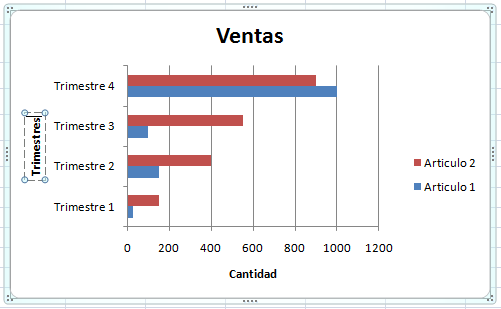 Ventas
Trimestre 4
Trimestre 3
Trimestre 2
Trimestre 1
Trimestres
Articulo 2
Articulo 1
0 200 400 600 800 1000 1200
Cantidad